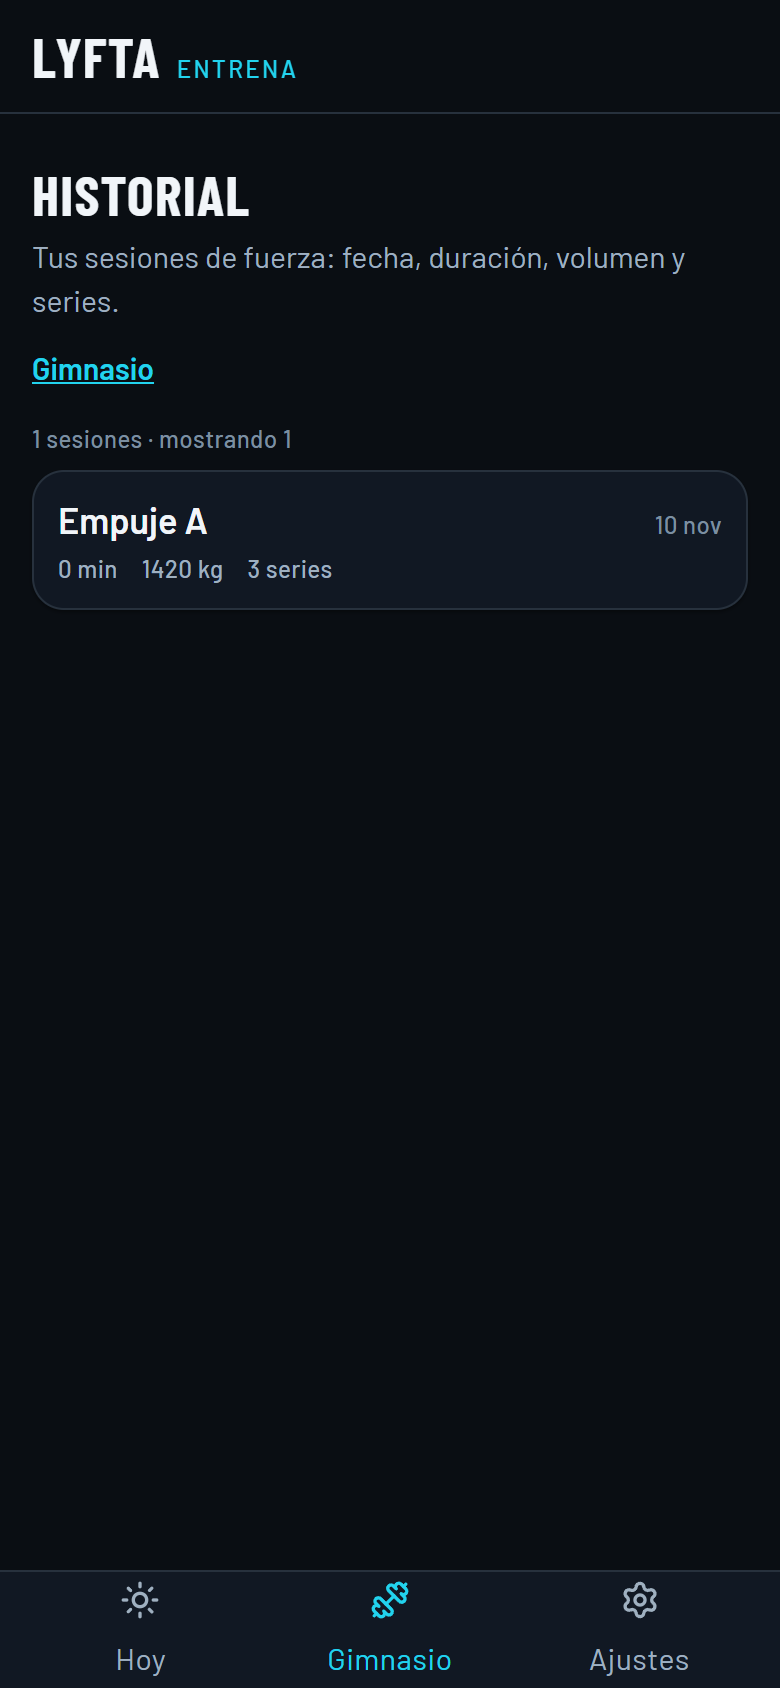 LYFTA ENTRENA
HISTORIAL
Tus sesiones de fuerza: fecha, duración, volumen y
series.
Gimnasio
1 sesiones · mostrando 1
Empuje A 10 nov
0 min 1420 kg 3 series
Hoy Gimnasio Ajustes